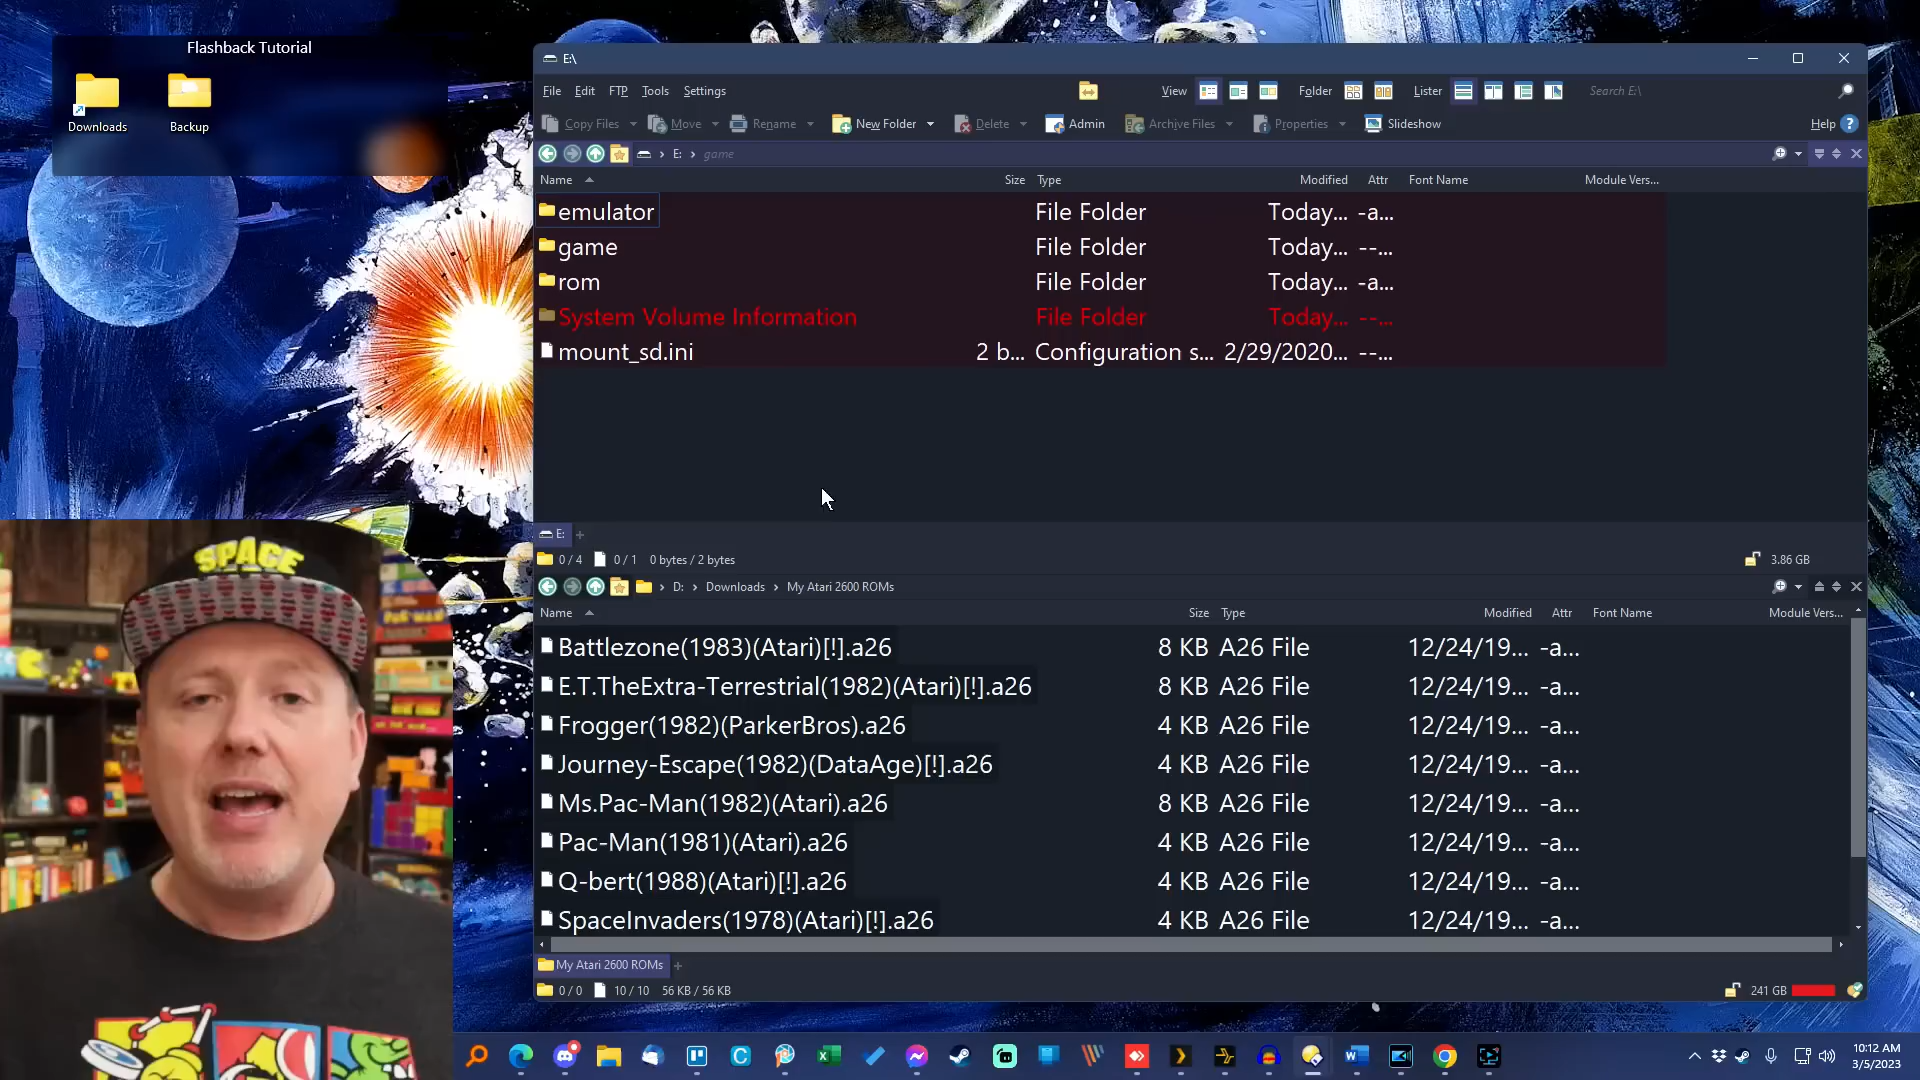 Flashback Tutorial
Downloads
Backup
E:\
File Edit FTP Tools Settings
View Folder Lister Search E:\
Copy Files Move Rename New Folder Delete Admin Archive Files Properties Slideshow Help ?
E: game
Name Size Type Modified Attr Font Name Module Vers...
emulator File Folder Today... -a...
game File Folder Today... --...
rom File Folder Today... -a...
System Volume Information File Folder Today... --...
mount_sd.ini 2 b... Configuration s... 2/29/2020... --...
E:
0 / 4 0 / 1 0 bytes / 2 bytes 3.86 GB
D: Downloads My Atari 2600 ROMs
Name Size Type Modified Attr Font Name Module Vers...
Battlezone(1983)(Atari)[!].a26 8 KB A26 File 12/24/19... -a...
E.T.TheExtra-Terrestrial(1982)(Atari)[!].a26 8 KB A26 File 12/24/19... -a...
Frogger(1982)(ParkerBros).a26 4 KB A26 File 12/24/19... -a...
Journey-Escape(1982)(DataAge)[!].a26 4 KB A26 File 12/24/19... -a...
Ms.Pac-Man(1982)(Atari).a26 8 KB A26 File 12/24/19... -a...
Pac-Man(1981)(Atari).a26 4 KB A26 File 12/24/19... -a...
Q-bert(1988)(Atari)[!].a26 4 KB A26 File 12/24/19... -a...
SpaceInvaders(1978)(Atari)[!].a26 4 KB A26 File 12/24/19... -a...
My Atari 2600 ROMs
0 / 0 10 / 10 56 KB / 56 KB 241 GB
SPACE
10:12 AM
3/5/2023